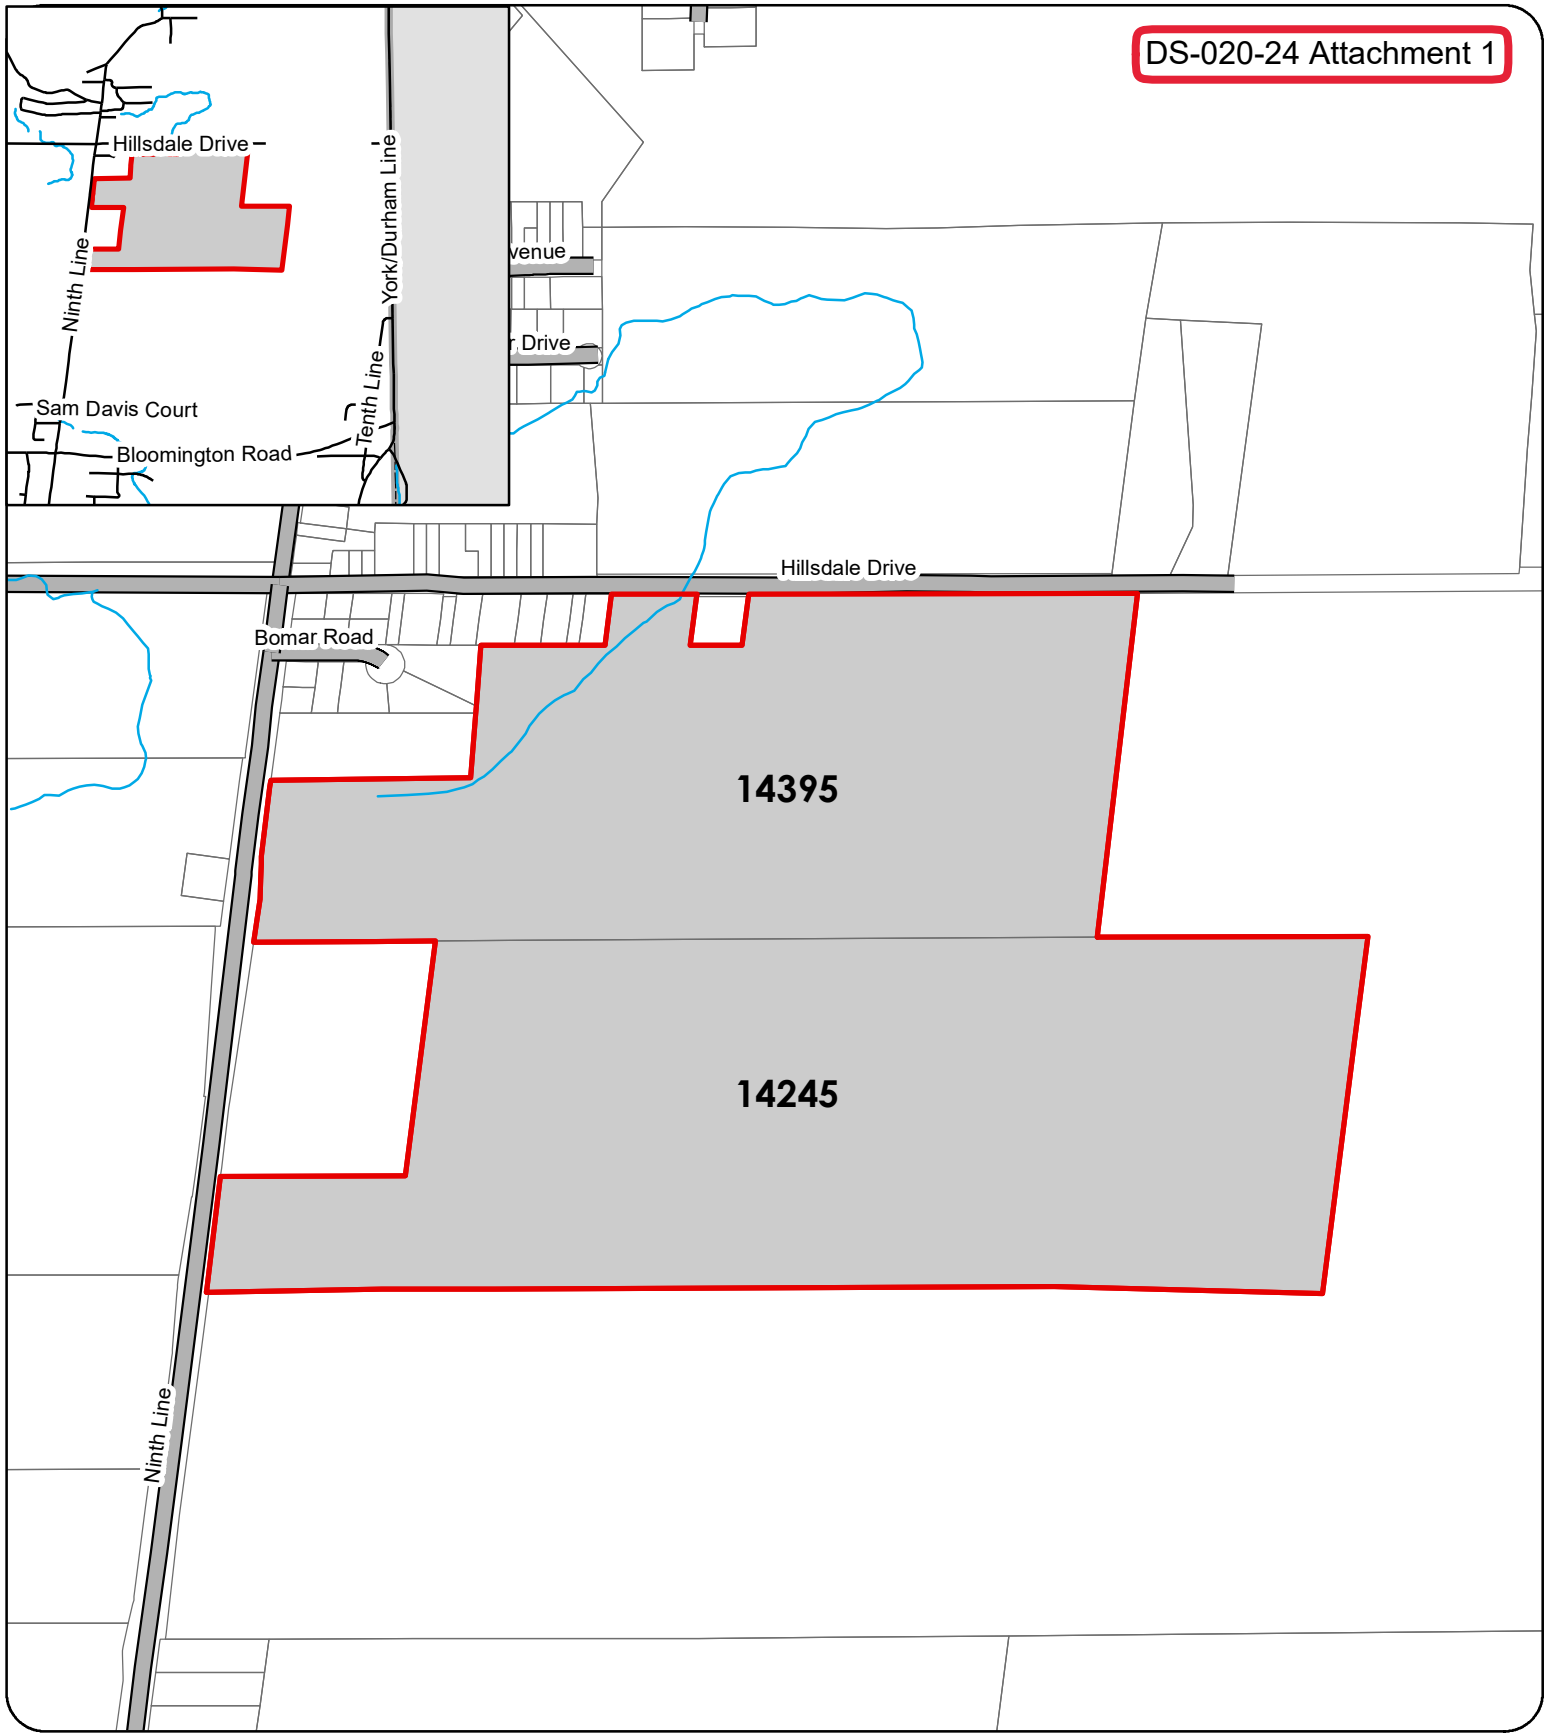 DS-020-24 Attachment 1
Hillsdale Drive
York/Durham Line
Ninth Line
Tenth Line
Sam Davis Court
Bloomington Road
venue
r Drive
Hillsdale Drive
Bomar Road
14395
14245
Ninth Line